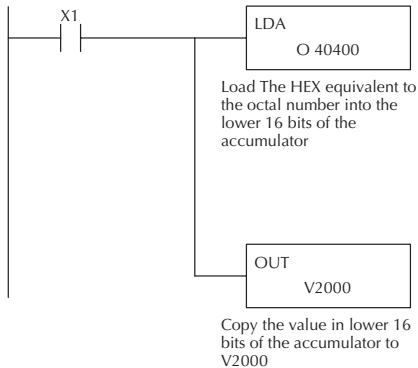 X1
LDA
O 40400
Load The HEX equivalent to
the octal number into the
lower 16 bits of the
accumulator
OUT
V2000
Copy the value in lower 16
bits of the accumulator to
V2000